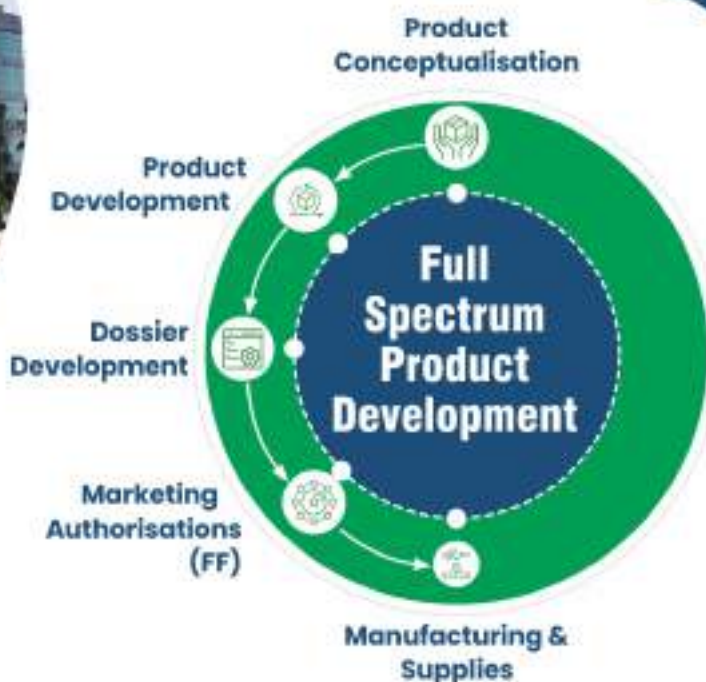 Product
Conceptualisation
Product
Development
Full
Spectrum
Product
Development
Dossier
Development
Marketing
Authorisations
(FF)
Manufacturing &
Supplies